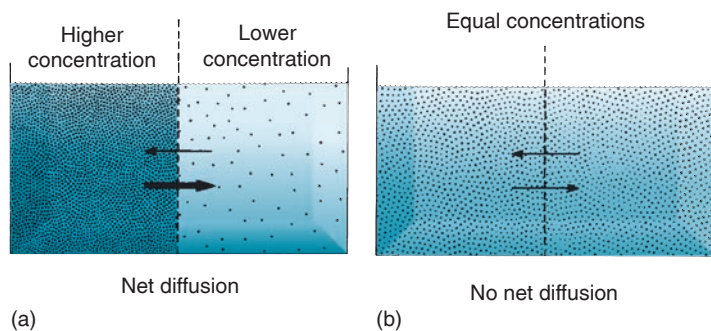 Higher
concentration
Lower
concentration
Net diffusion
(a)
Equal concentrations
No net diffusion
(b)